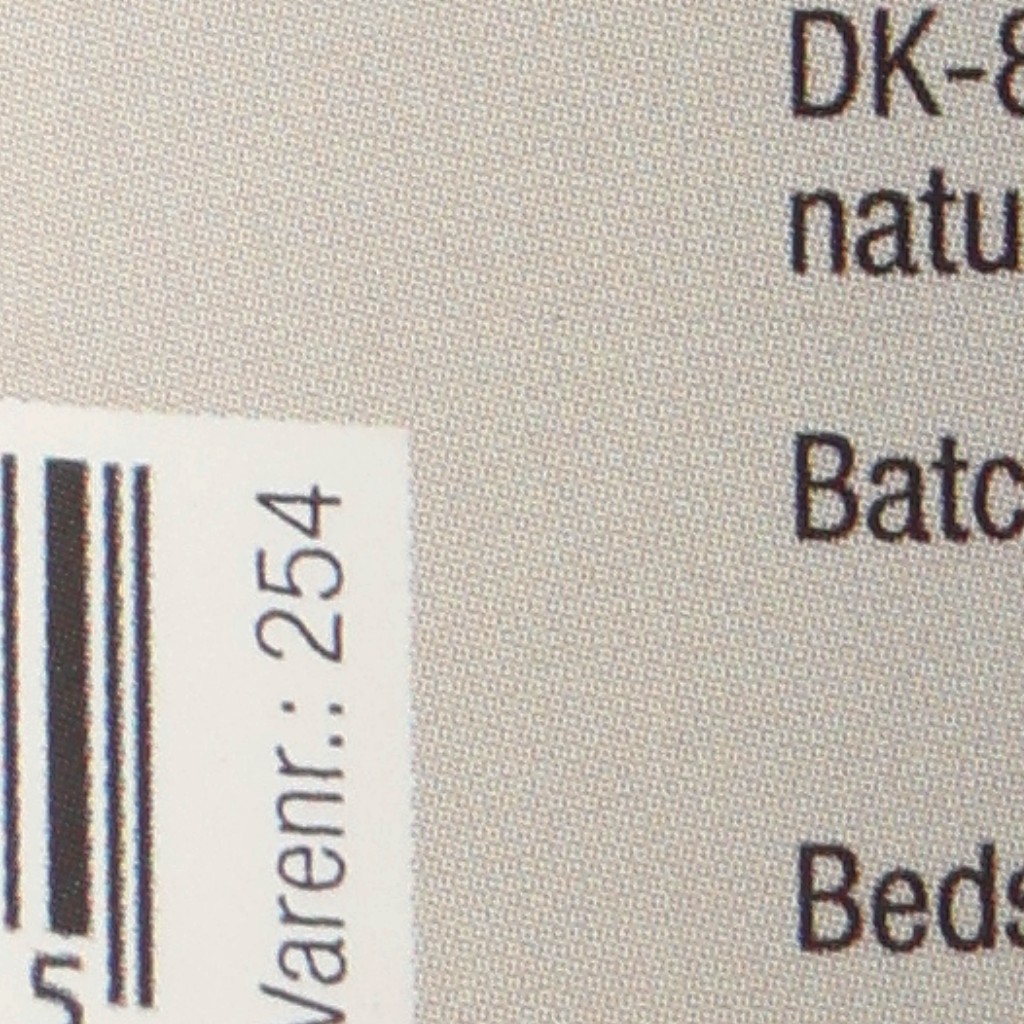 DK-8
natu
Batc
Beds
Varenr.: 254
5